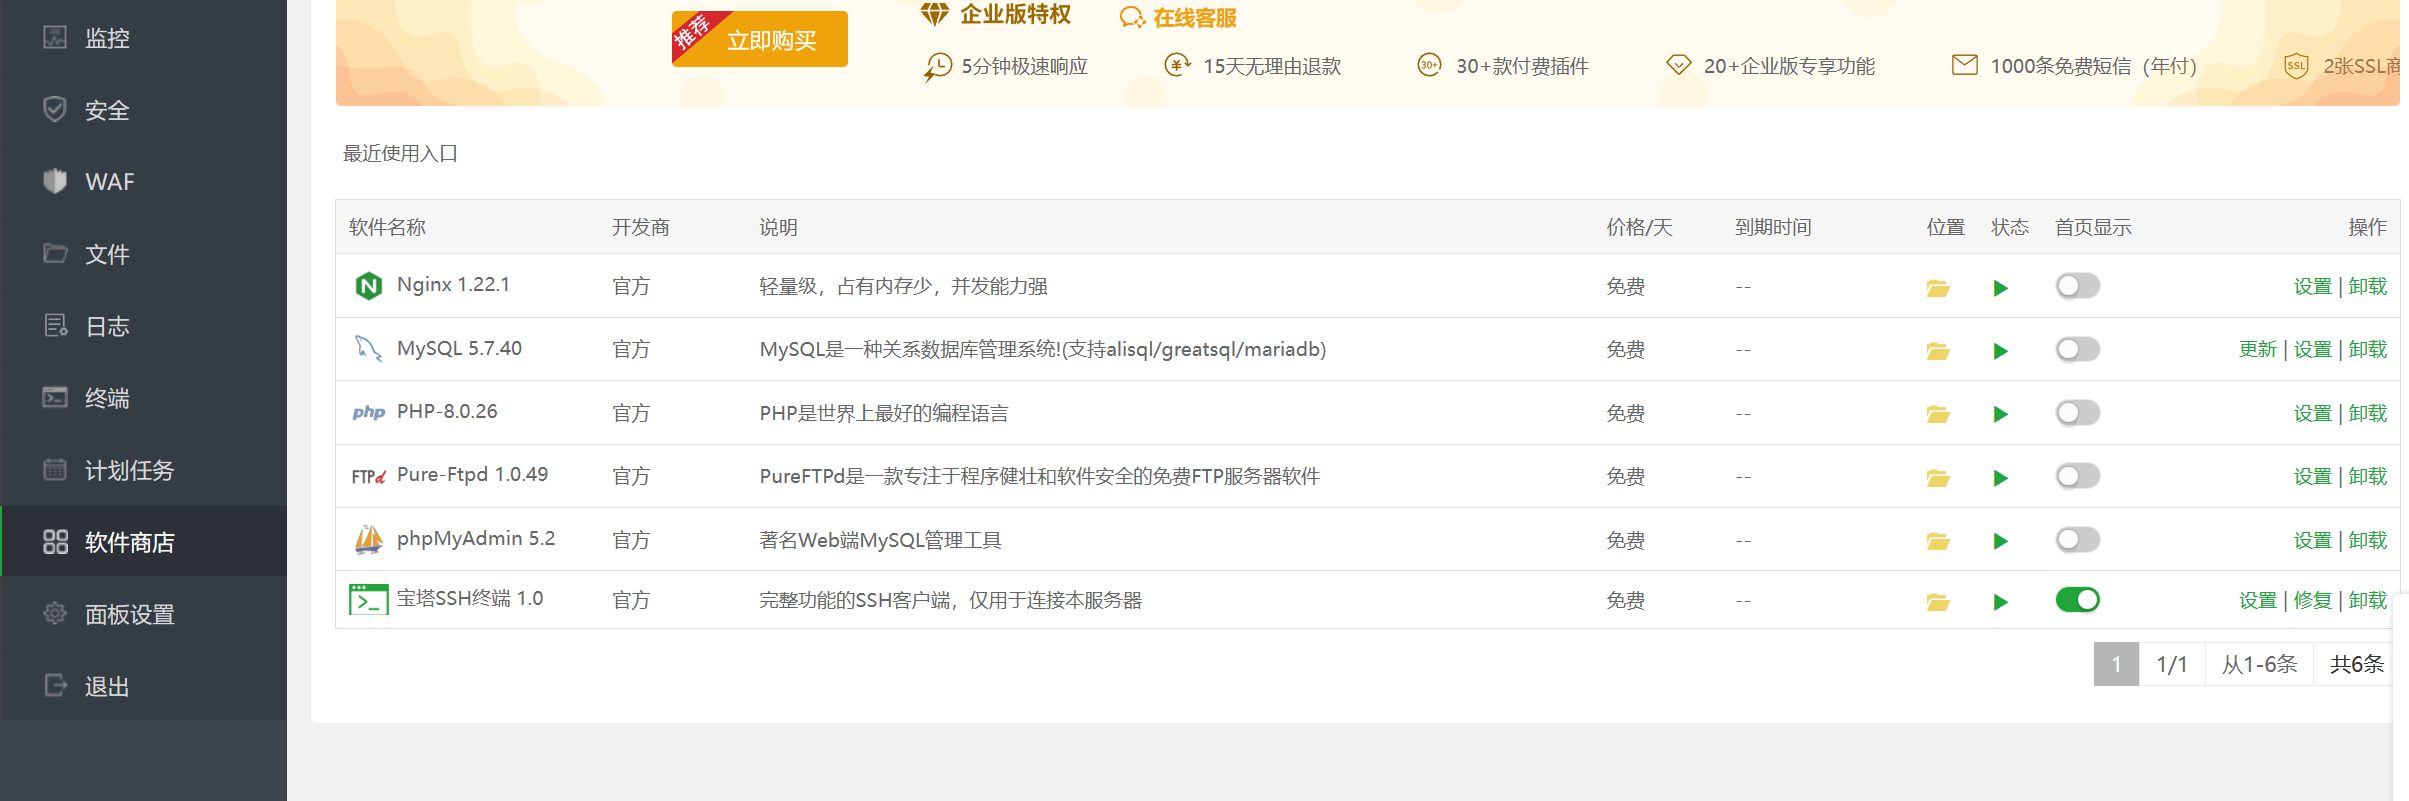 监控
安全
WAF
文件
日志
终端
计划任务
软件商店
面板设置
退出
推荐
立即购买
企业版特权
在线客服
5分钟极速响应
15天无理由退款
30+
30+款付费插件
20+企业版专享功能
1000条免费短信（年付）
SSL
2张SSL商
最近使用入口
软件名称 开发商 说明 价格/天 到期时间 位置 状态 首页显示 操作
Nginx 1.22.1 官方 轻量级，占有内存少，并发能力强 免费 -- 设置 | 卸载
MySQL 5.7.40 官方 MySQL是一种关系数据库管理系统!(支持alisql/greatsql/mariadb) 免费 -- 更新 | 设置 | 卸载
php PHP-8.0.26 官方 PHP是世界上最好的编程语言 免费 -- 设置 | 卸载
FTPd Pure-Ftpd 1.0.49 官方 PureFTPd是一款专注于程序健壮和软件安全的免费FTP服务器软件 免费 -- 设置 | 卸载
phpMyAdmin 5.2 官方 著名Web端MySQL管理工具 免费 -- 设置 | 卸载
宝塔SSH终端 1.0 官方 完整功能的SSH客户端，仅用于连接本服务器 免费 -- 设置 | 修复 | 卸载
1 1/1 从1-6条 共6条